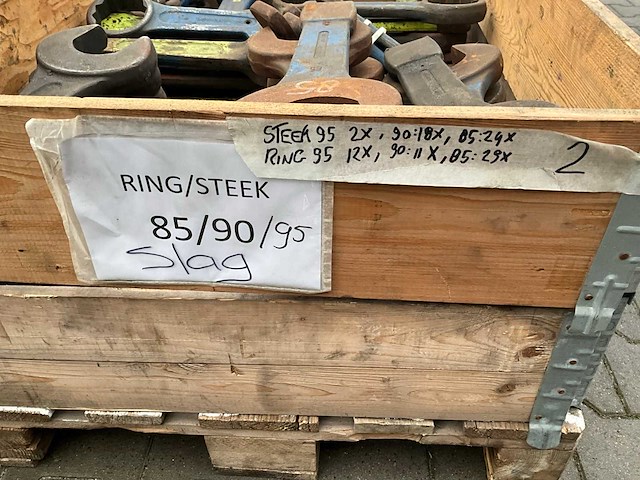 STEEK 95 2X, 90:18X, 85:24X
RING 95 12X, 90:11X, 85:29X
2
RING/STEEK
85/90/95
Slag